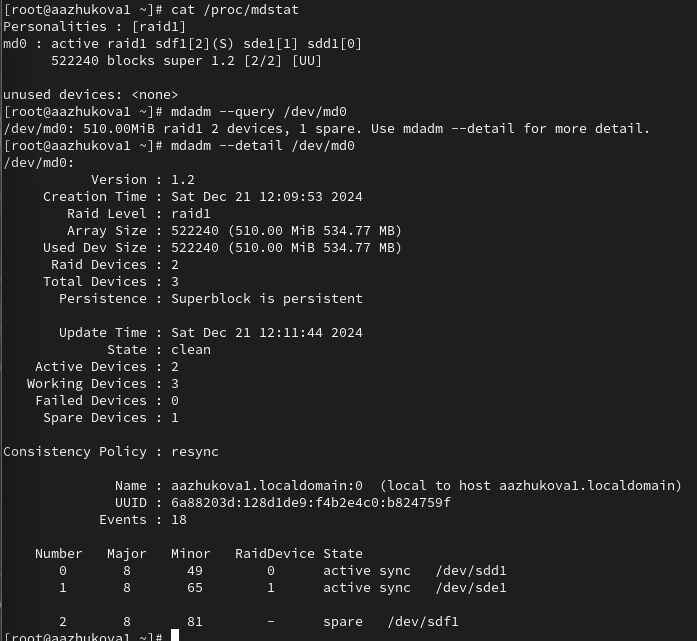 [root@aazhukova1 ~]# cat /proc/mdstat
Personalities : [raid1]
md0 : active raid1 sdf1[2](S) sde1[1] sdd1[0]
      522240 blocks super 1.2 [2/2] [UU]

unused devices: <none>
[root@aazhukova1 ~]# mdadm --query /dev/md0
/dev/md0: 510.00MiB raid1 2 devices, 1 spare. Use mdadm --detail for more detail.
[root@aazhukova1 ~]# mdadm --detail /dev/md0
/dev/md0:
           Version : 1.2
     Creation Time : Sat Dec 21 12:09:53 2024
        Raid Level : raid1
        Array Size : 522240 (510.00 MiB 534.77 MB)
     Used Dev Size : 522240 (510.00 MiB 534.77 MB)
      Raid Devices : 2
     Total Devices : 3
       Persistence : Superblock is persistent

       Update Time : Sat Dec 21 12:11:44 2024
             State : clean
    Active Devices : 2
   Working Devices : 3
    Failed Devices : 0
     Spare Devices : 1

Consistency Policy : resync

              Name : aazhukova1.localdomain:0  (local to host aazhukova1.localdomain)
              UUID : 6a88203d:128d1de9:f4b2e4c0:b824759f
            Events : 18

    Number   Major   Minor   RaidDevice State
       0       8       49        0      active sync   /dev/sdd1
       1       8       65        1      active sync   /dev/sde1

       2       8       81        -      spare   /dev/sdf1
[root@aazhukova1 ~]#